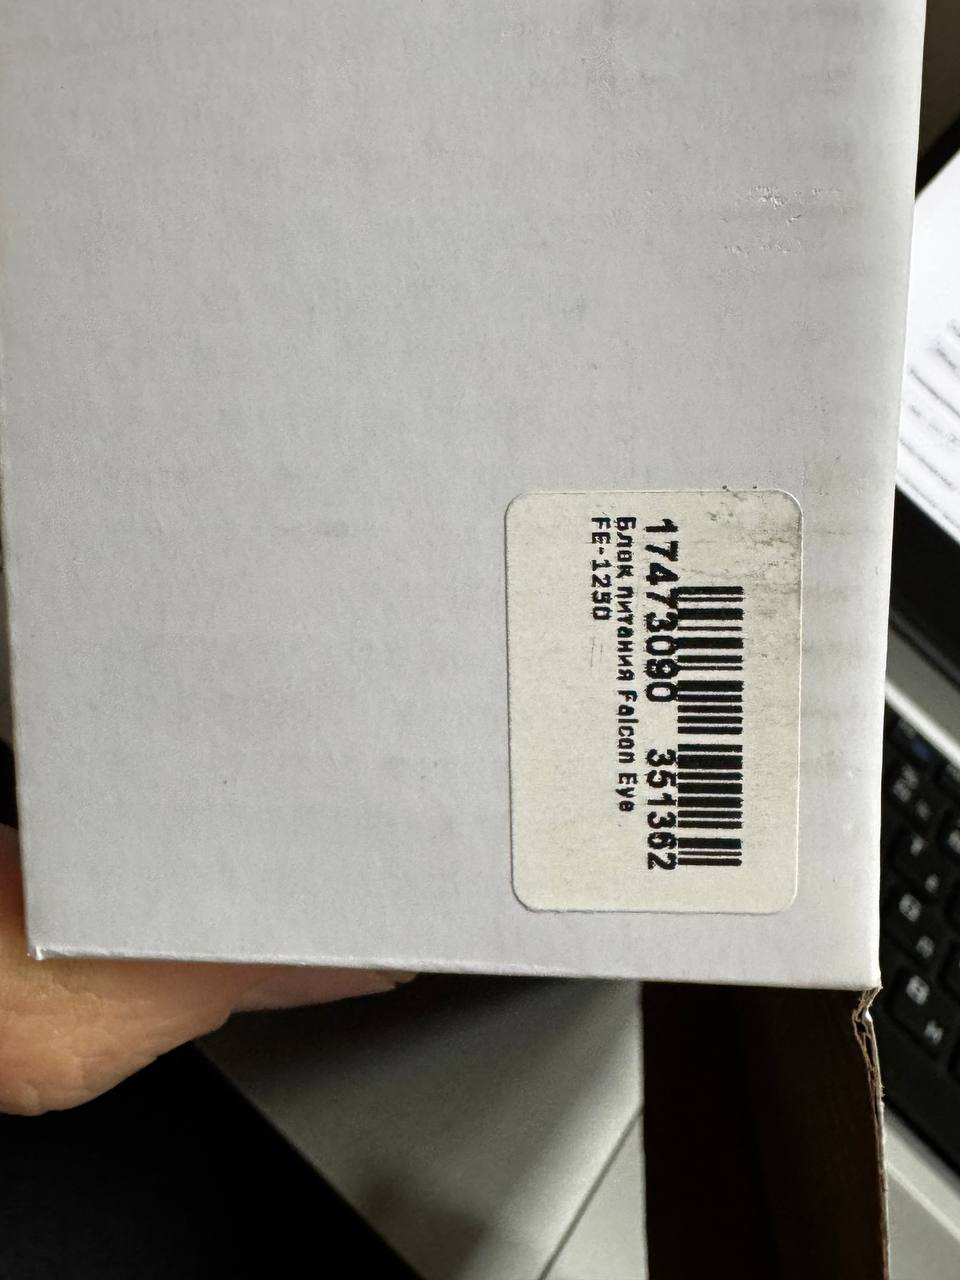 17473090 351362
Блок питания Falcon Eye
FE-1250